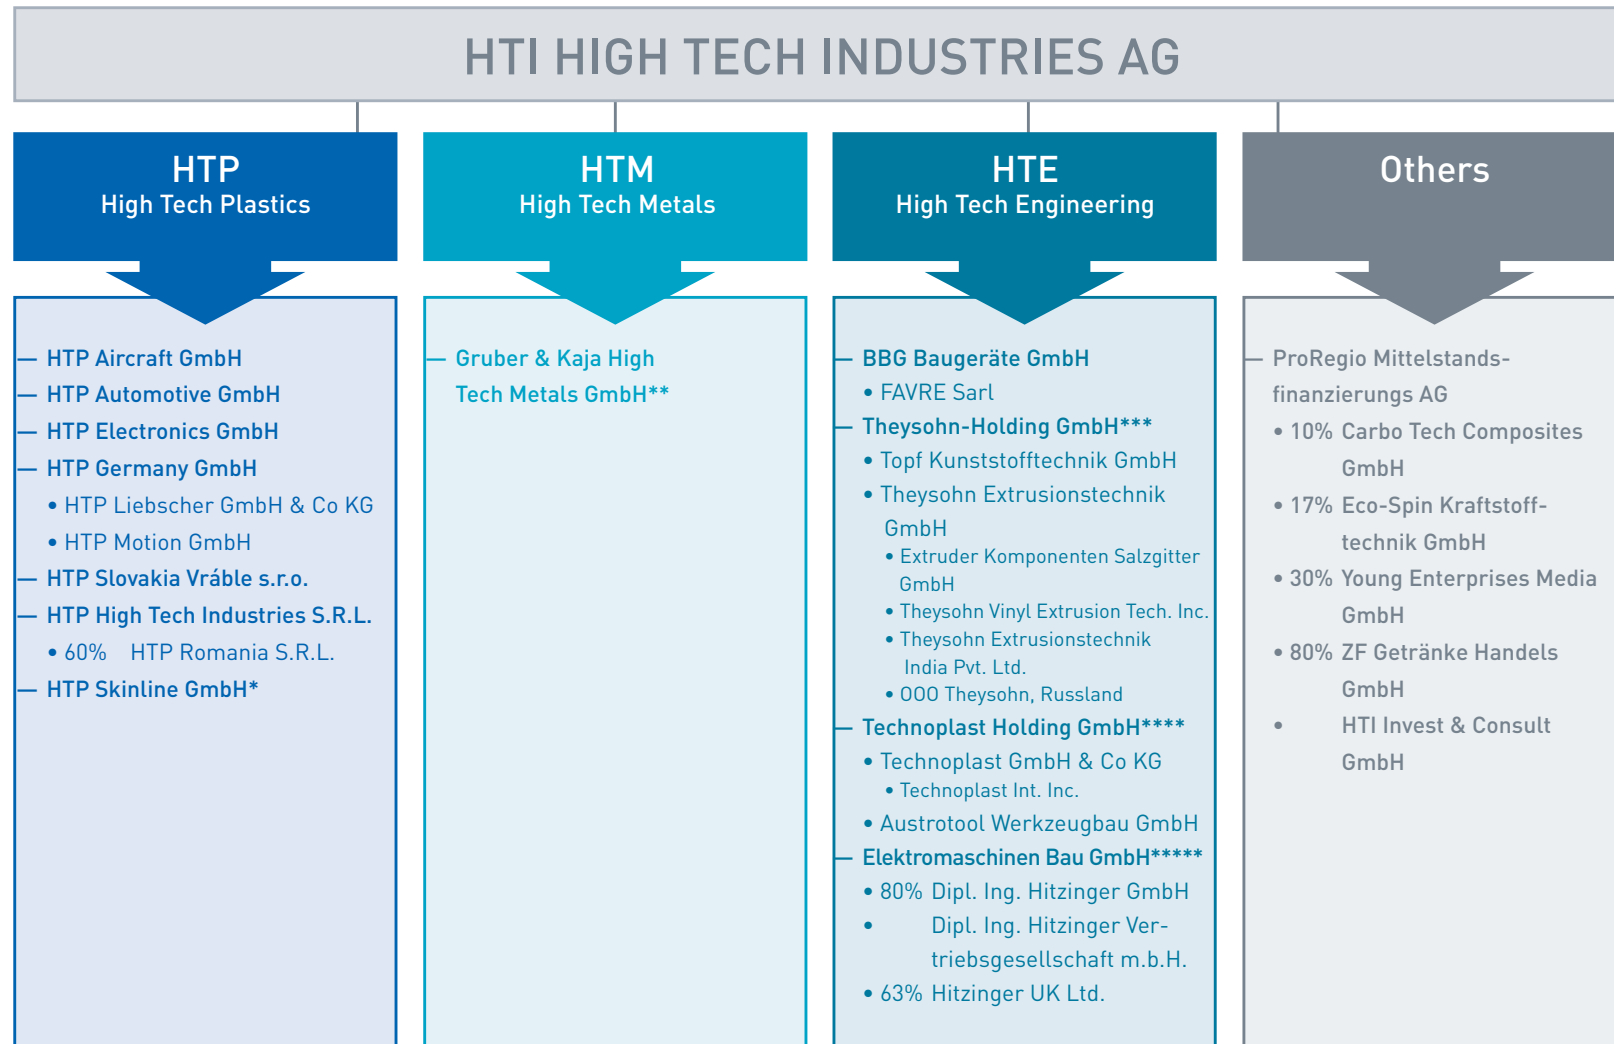 HTI HIGH TECH INDUSTRIES AG
HTP
High Tech Plastics
— HTP Aircraft GmbH
— HTP Automotive GmbH
— HTP Electronics GmbH
— HTP Germany GmbH
• HTP Liebscher GmbH & Co KG
• HTP Motion GmbH
— HTP Slovakia Vráble s.r.o.
— HTP High Tech Industries S.R.L.
• 60% HTP Romania S.R.L.
— HTP Skinline GmbH*
HTM
High Tech Metals
— Gruber & Kaja High
Tech Metals GmbH**
HTE
High Tech Engineering
— BBG Baugeräte GmbH
• FAVRE Sarl
— Theysohn-Holding GmbH***
• Topf Kunststofftechnik GmbH
• Theysohn Extrusionstechnik
GmbH
• Extruder Komponenten Salzgitter
GmbH
• Theysohn Vinyl Extrusion Tech. Inc.
• Theysohn Extrusionstechnik
India Pvt. Ltd.
• OOO Theysohn, Russland
— Technoplast Holding GmbH****
• Technoplast GmbH & Co KG
• Technoplast Int. Inc.
• Austrotool Werkzeugbau GmbH
— Elektromaschinen Bau GmbH*****
• 80% Dipl. Ing. Hitzinger GmbH
• Dipl. Ing. Hitzinger Ver-
triebsgesellschaft m.b.H.
• 63% Hitzinger UK Ltd.
Others
— ProRegio Mittelstands-
finanzierungs AG
• 10% Carbo Tech Composites
GmbH
• 17% Eco-Spin Kraftstoff-
technik GmbH
• 30% Young Enterprises Media
GmbH
• 80% ZF Getränke Handels
GmbH
• HTI Invest & Consult
GmbH